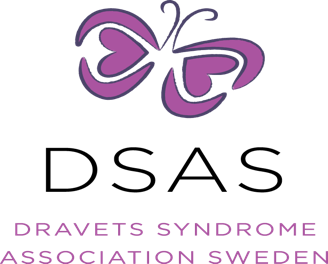 DSAS
DRAVETS SYNDROME
ASSOCIATION SWEDEN